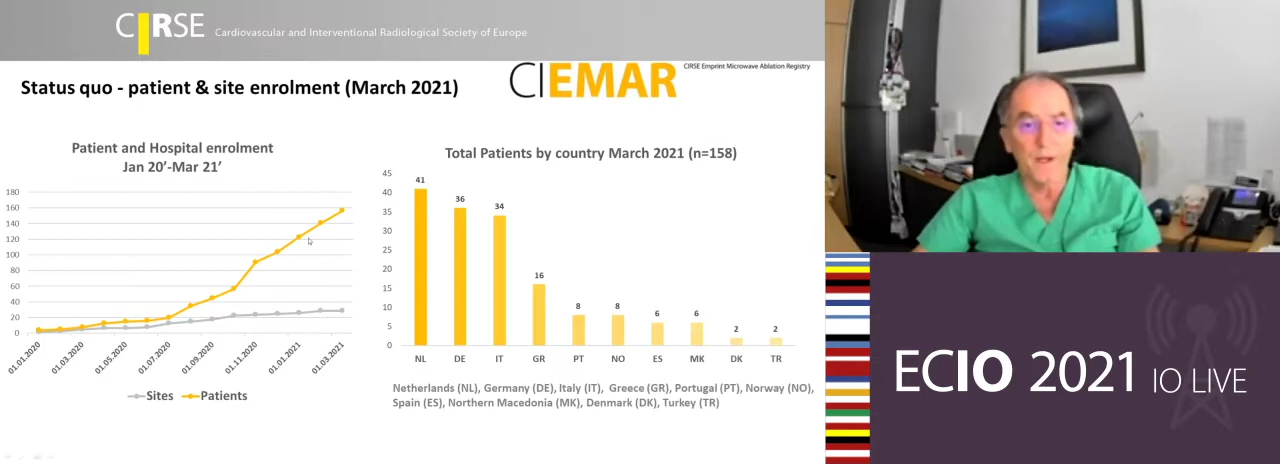 CIRSE Cardiovascular and Interventional Radiological Society of Europe
Status quo - patient & site enrolment (March 2021)
CIEMAR CIRSE Emprint Microwave Ablation Registry
Patient and Hospital enrolment
Jan 20’-Mar 21’
180
160
140
120
100
80
60
40
20
0
01.01.2020 01.03.2020 01.05.2020 01.07.2020 01.09.2020 01.11.2020 01.01.2021 01.03.2021
Sites Patients
Total Patients by country March 2021 (n=158)
45
40
35
30
25
20
15
10
5
0
41 36 34 16 8 8 6 6 2 2
NL DE IT GR PT NO ES MK DK TR
Netherlands (NL), Germany (DE), Italy (IT), Greece (GR), Portugal (PT), Norway (NO),
Spain (ES), Northern Macedonia (MK), Denmark (DK), Turkey (TR)
ECIO 2021 IO LIVE